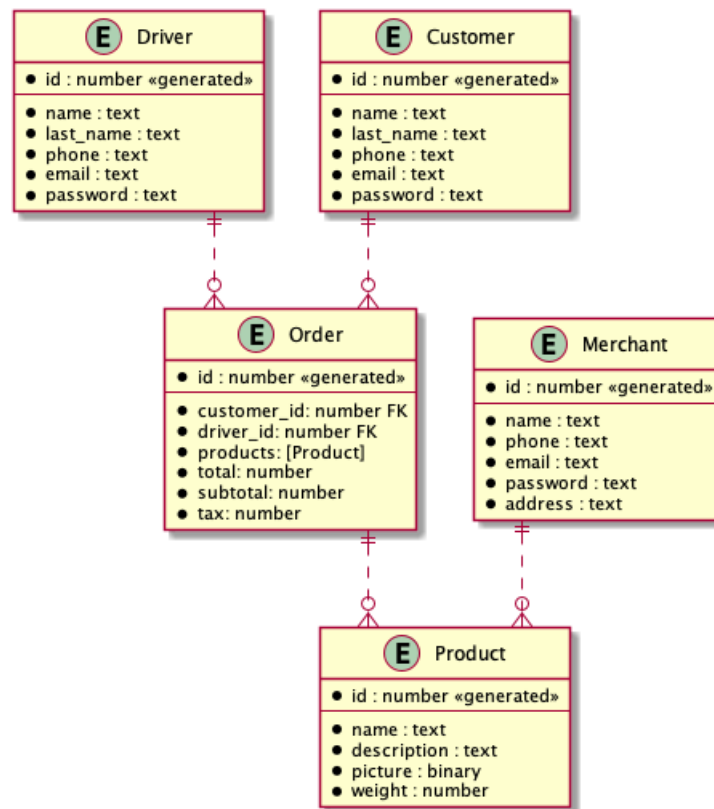 E Driver
id : number «generated»
name : text
last_name : text
phone : text
email : text
password : text
E Customer
id : number «generated»
name : text
last_name : text
phone : text
email : text
password : text
E Order
id : number «generated»
customer_id: number FK
driver_id: number FK
products: [Product]
total: number
subtotal: number
tax: number
E Merchant
id : number «generated»
name : text
phone : text
email : text
password : text
address : text
E Product
id : number «generated»
name : text
description : text
picture : binary
weight : number